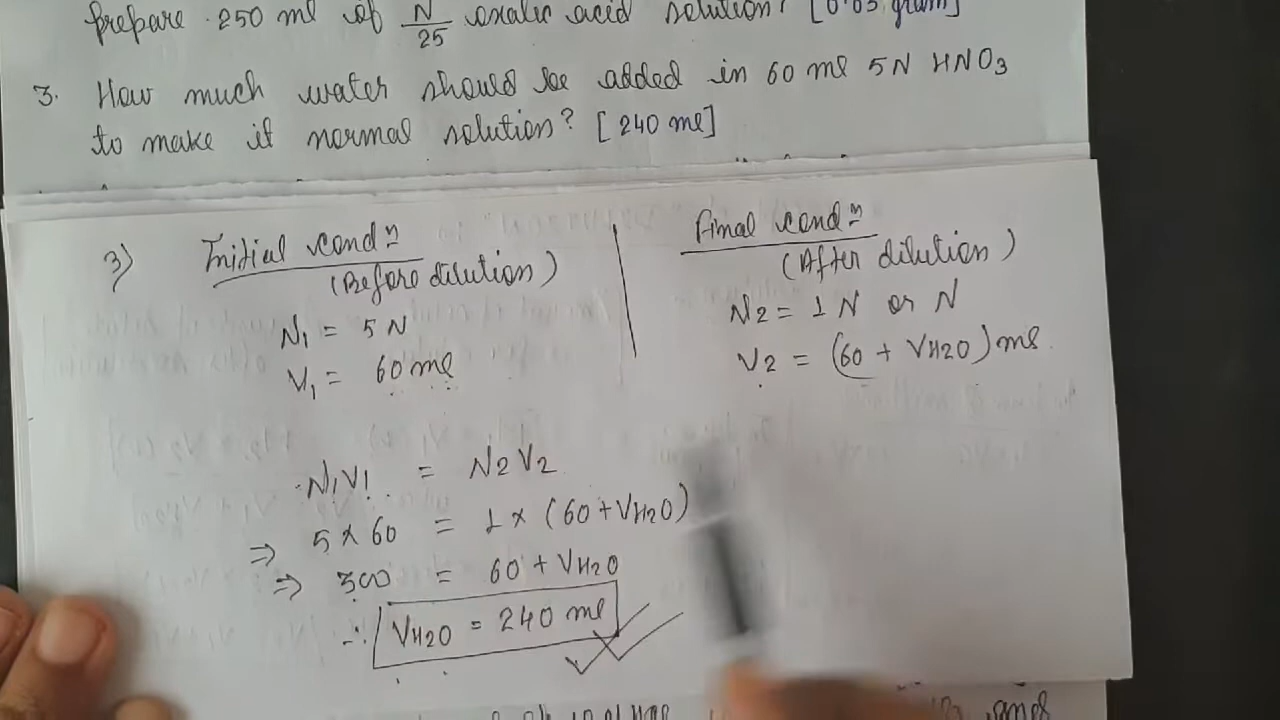 prepare 250 ml of N/25 oxalic acid solution? [0.63 gram]
3. How much water should be added in 60 ml 5N HNO3
to make it normal solution? [240 ml]
3) Initial condn
(Before dilution)
N1 = 5 N
V1 = 60 ml
Final condn
(After dilution)
N2 = 1 N or N
V2 = (60 + VH2O) ml
N1V1 = N2V2
⇒ 5 × 60 = 1 × (60 + VH2O)
⇒ 300 = 60 + VH2O
∴ VH2O = 240 ml
and